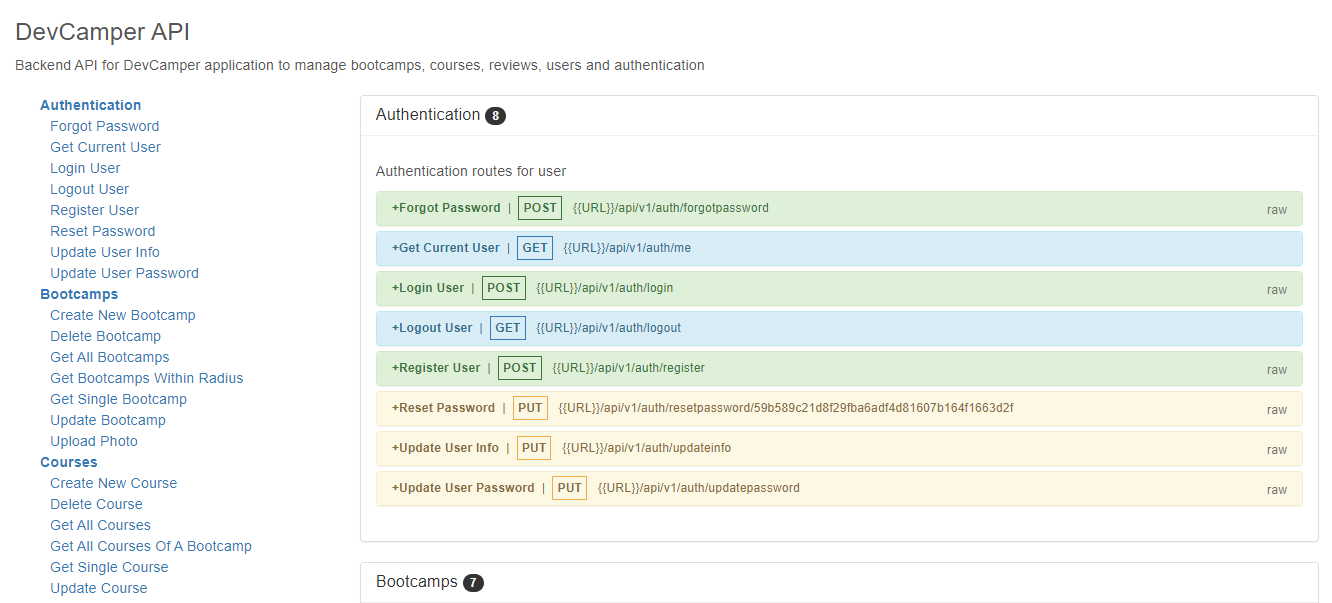 DevCamper API
Backend API for DevCamper application to manage bootcamps, courses, reviews, users and authentication
Authentication
Forgot Password
Get Current User
Login User
Logout User
Register User
Reset Password
Update User Info
Update User Password
Bootcamps
Create New Bootcamp
Delete Bootcamp
Get All Bootcamps
Get Bootcamps Within Radius
Get Single Bootcamp
Update Bootcamp
Upload Photo
Courses
Create New Course
Delete Course
Get All Courses
Get All Courses Of A Bootcamp
Get Single Course
Update Course
Authentication 8
Authentication routes for user
+Forgot Password | POST {{URL}}/api/v1/auth/forgotpassword raw
+Get Current User | GET {{URL}}/api/v1/auth/me
+Login User | POST {{URL}}/api/v1/auth/login raw
+Logout User | GET {{URL}}/api/v1/auth/logout
+Register User | POST {{URL}}/api/v1/auth/register raw
+Reset Password | PUT {{URL}}/api/v1/auth/resetpassword/59b589c21d8f29fba6adf4d81607b164f1663d2f raw
+Update User Info | PUT {{URL}}/api/v1/auth/updateinfo raw
+Update User Password | PUT {{URL}}/api/v1/auth/updatepassword raw
Bootcamps 7